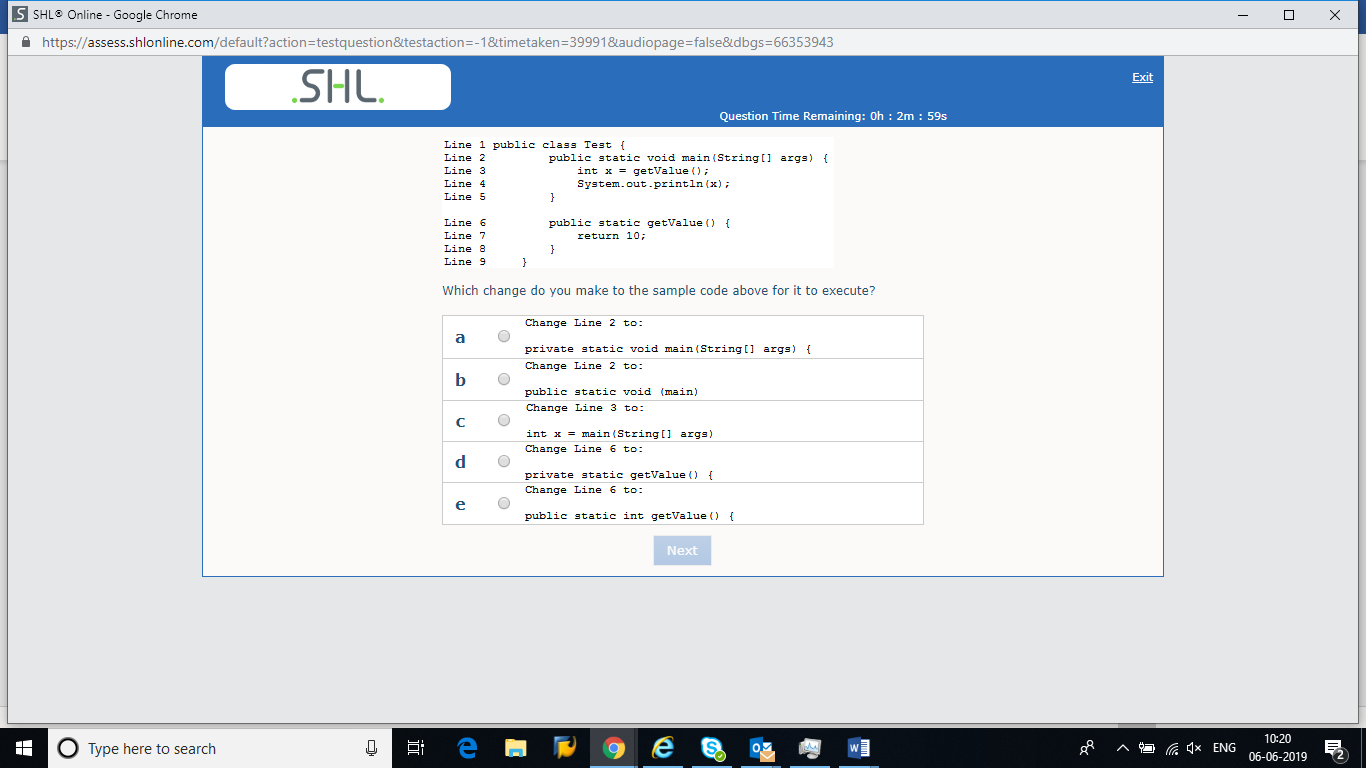 SHL® Online - Google Chrome
https://assess.shlonline.com/default?action=testquestion&testaction=-1&timetaken=39991&audiopage=false&dbgs=66353943
.SHL.
Exit
Question Time Remaining: 0h : 2m : 59s
Line 1 public class Test {
Line 2 public static void main(String[] args) {
Line 3 int x = getValue();
Line 4 System.out.println(x);
Line 5 }
Line 6 public static getValue() {
Line 7 return 10;
Line 8 }
Line 9 }
Which change do you make to the sample code above for it to execute?
a
Change Line 2 to:
private static void main(String[] args) {
b
Change Line 2 to:
public static void (main)
c
Change Line 3 to:
int x = main(String[] args)
d
Change Line 6 to:
private static getValue() {
e
Change Line 6 to:
public static int getValue() {
Next
Type here to search
ENG
10:20
06-06-2019
2